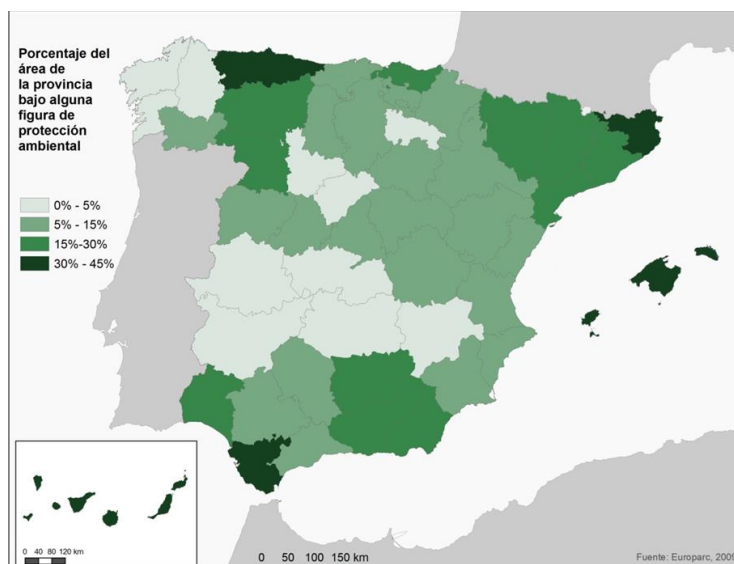 Porcentaje del
área de
la provincia
bajo alguna
figura de
protección
ambiental
0% - 5%
5% - 15%
15%-30%
30% - 45%
0 40 80 120 km
0 50 100 150 km
Fuente: Europarc, 2009